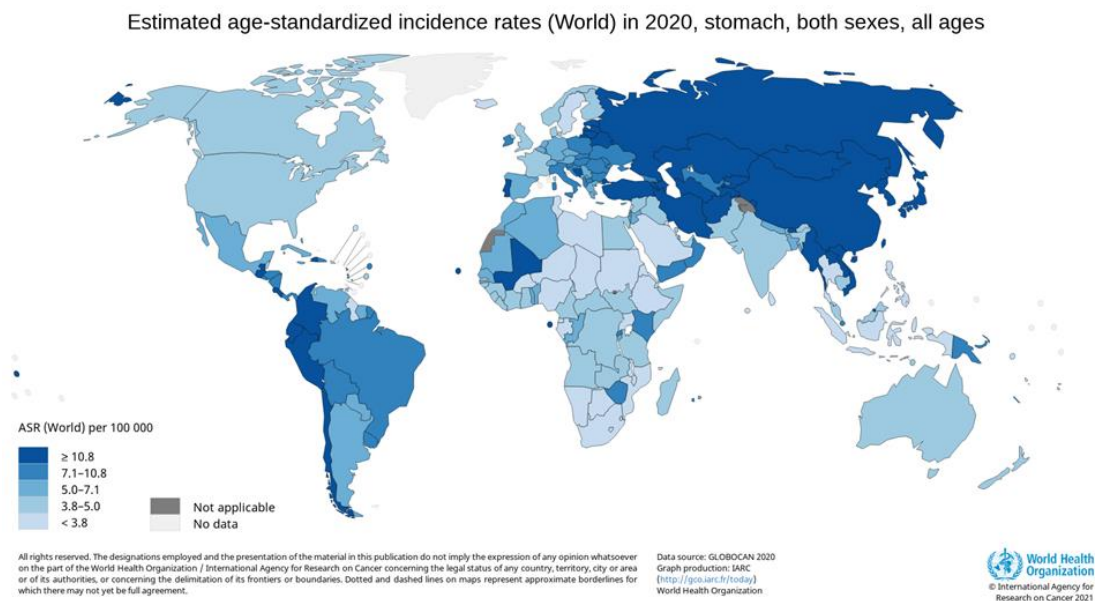 Estimated age-standardized incidence rates (World) in 2020, stomach, both sexes, all ages
ASR (World) per 100 000
≥ 10.8
7.1–10.8
5.0–7.1
3.8–5.0
< 3.8
Not applicable
No data
All rights reserved. The designations employed and the presentation of the material in this publication do not imply the expression of any opinion whatsoever
on the part of the World Health Organization / International Agency for Research on Cancer concerning the legal status of any country, territory, city or area
or of its authorities, or concerning the delimitation of its frontiers or boundaries. Dotted and dashed lines on maps represent approximate borderlines for
which there may not yet be full agreement.
Data source: GLOBOCAN 2020
Graph production: IARC
(http://gco.iarc.fr/today)
World Health Organization
World Health
Organization
© International Agency for
Research on Cancer 2021